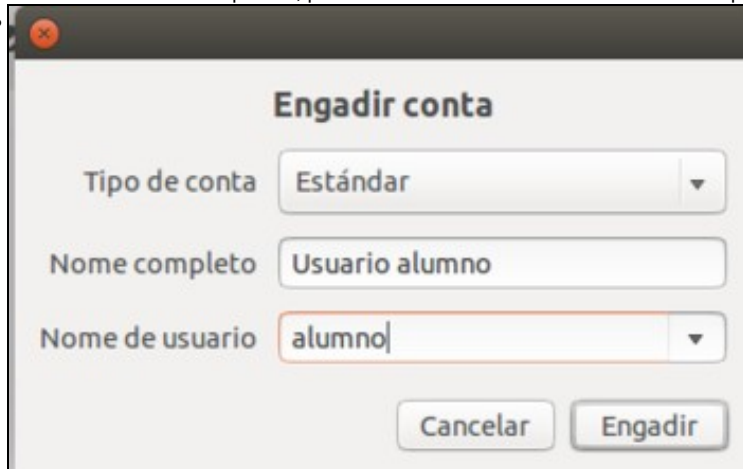 Engadir conta
Tipo de conta Estándar
Nome completo Usuario alumno
Nome de usuario alumno
Cancelar Engadir